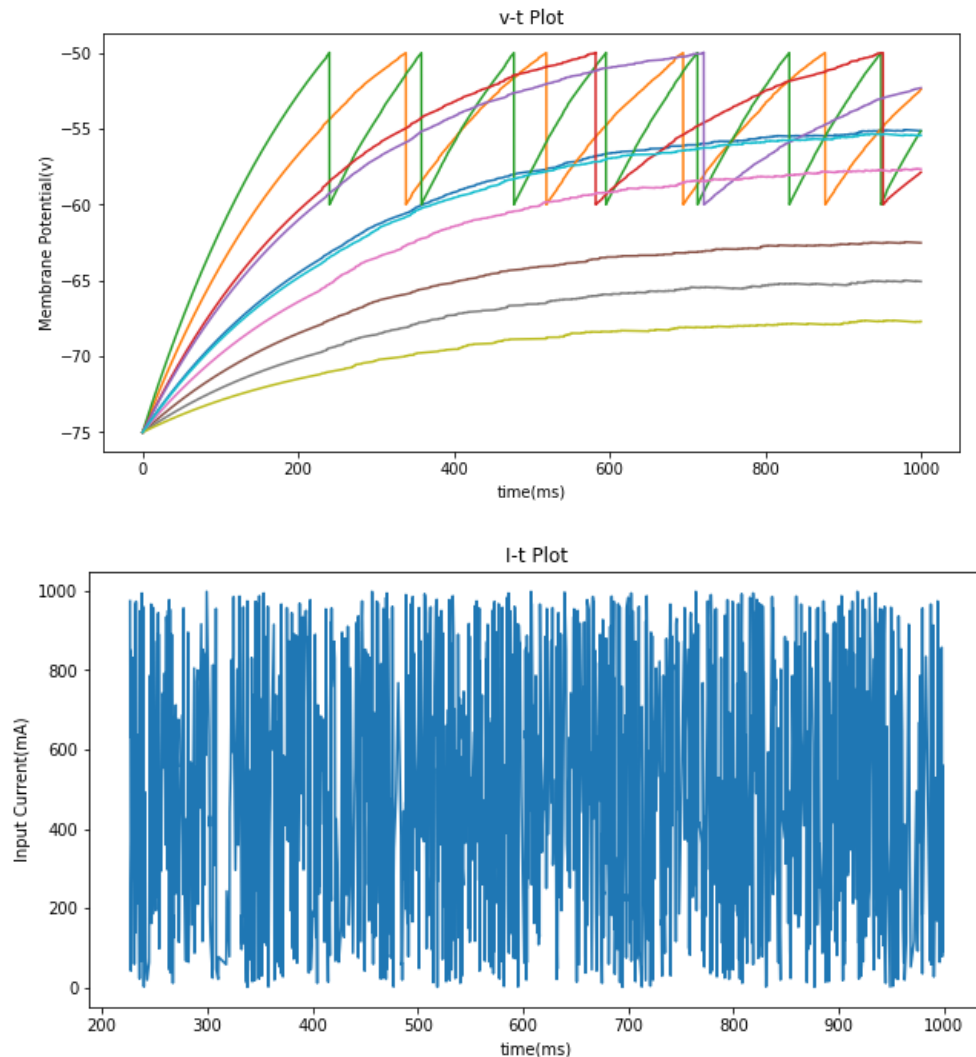 v-t Plot
Membrane Potential(v)
−50
−55
−60
−65
−70
−75
0 200 400 600 800 1000
time(ms)
I-t Plot
Input Current(mA)
1000
800
600
400
200
0
200 300 400 500 600 700 800 900 1000
time(ms)